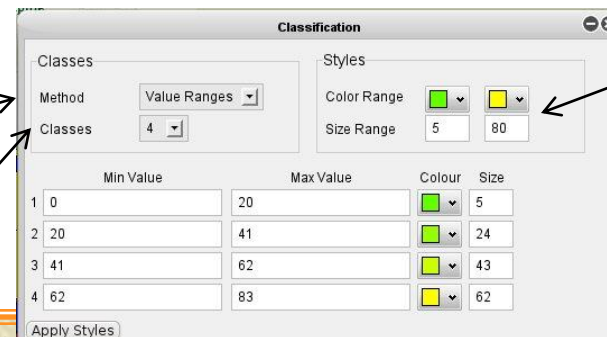 Classification
Classes
Styles
Method Value Ranges
Color Range
Classes 4
Size Range 5 80
Min Value Max Value Colour Size
1 0 20 5
2 20 41 24
3 41 62 43
4 62 83 62
Apply Styles